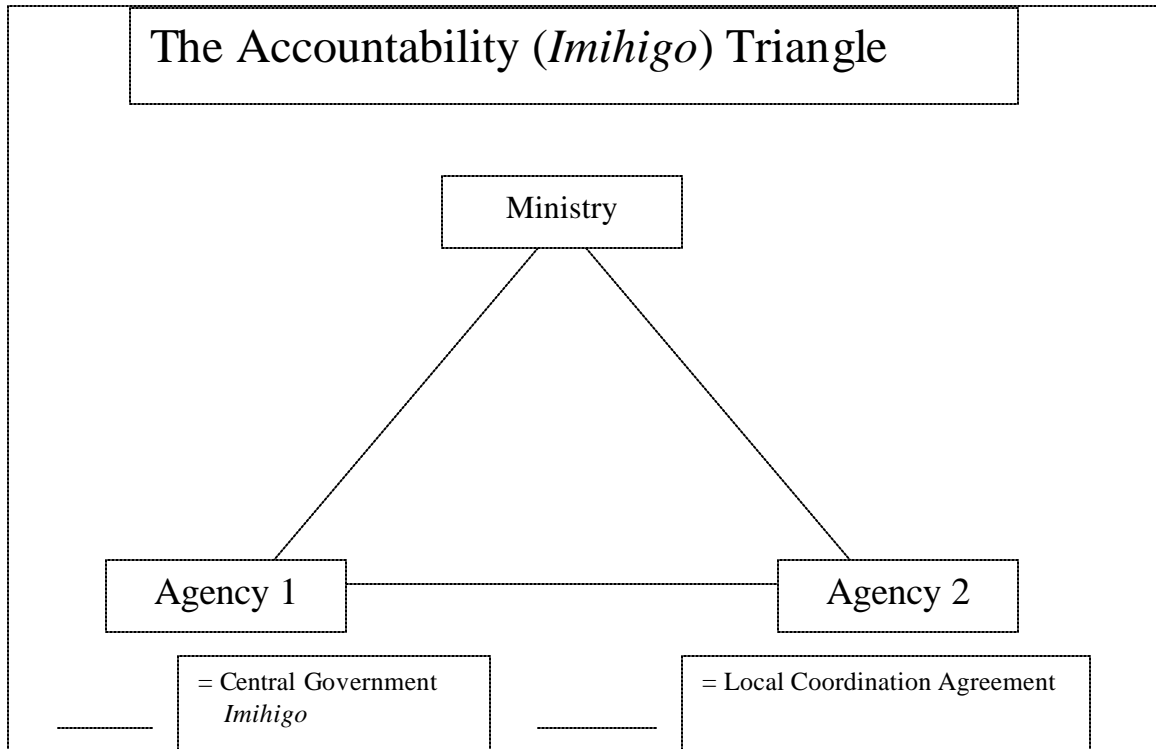 The Accountability (Imihigo) Triangle
Ministry
Agency 1
Agency 2
= Central Government
Imihigo
= Local Coordination Agreement